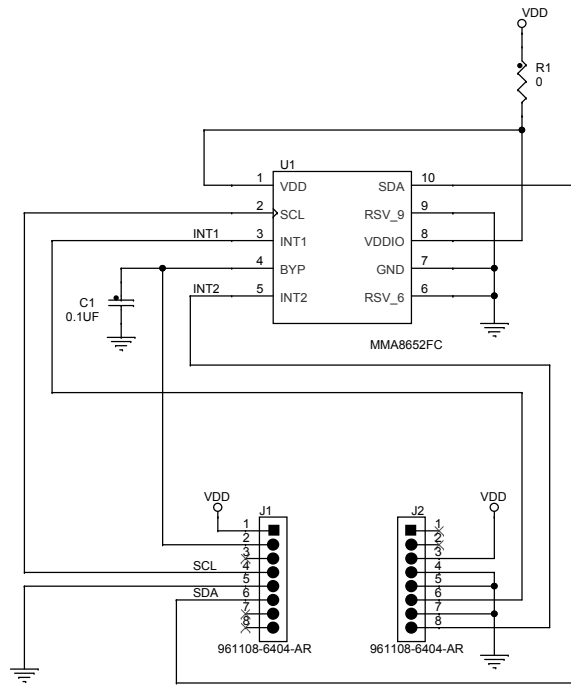 VDD
R1
0
U1
1 VDD SDA 10
2 SCL RSV_9 9
INT1 3 INT1 VDDIO 8
4 BYP GND 7
INT2 5 INT2 RSV_6 6
C1
0.1UF
MMA8652FC
VDD VDD
J1 J2
1 1
2 2
3 3
SCL 4 4
5 5
SDA 6 6
7 7
8 8
961108-6404-AR 961108-6404-AR